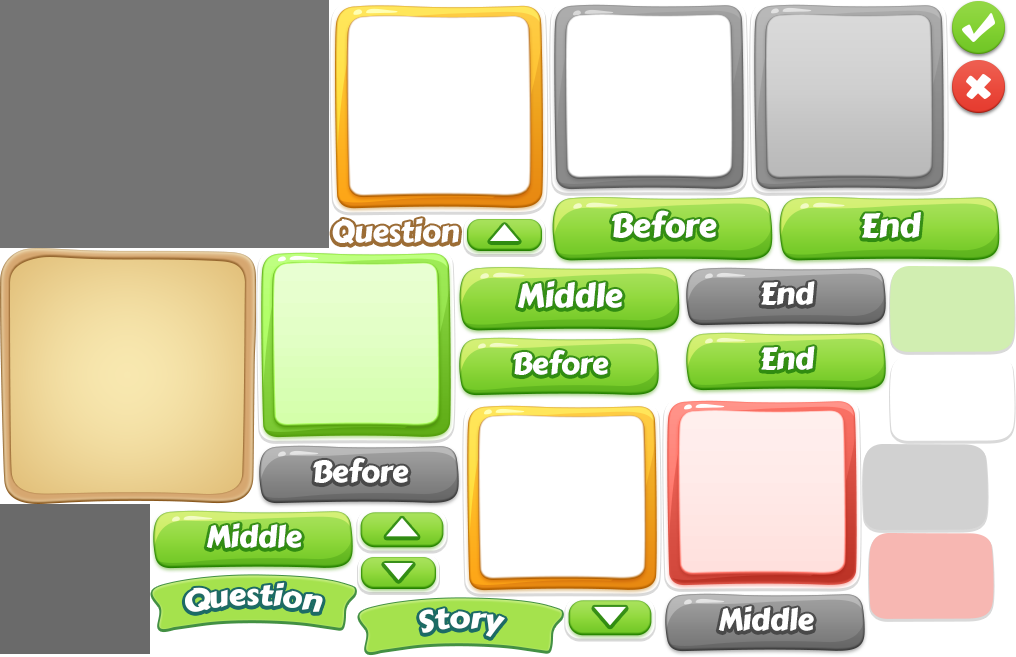 Question
Before
End
Middle
End
Before
End
Before
Middle
Question
Story
Middle